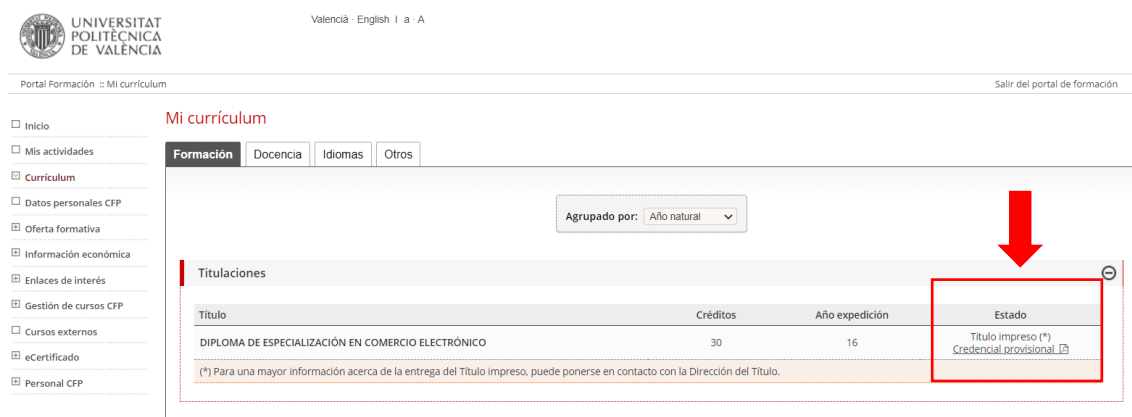 UNIVERSITAT
POLITÈCNICA
DE VALÈNCIA
Valencià · English I a · A
Portal Formación :: Mi currículum
Salir del portal de formación
Inicio
Mis actividades
Currículum
Datos personales CFP
Oferta formativa
Información económica
Enlaces de interés
Gestión de cursos CFP
Cursos externos
eCertificado
Personal CFP
Mi currículum
Formación Docencia Idiomas Otros
Agrupado por: Año natural
Titulaciones
Título Créditos Año expedición Estado
DIPLOMA DE ESPECIALIZACIÓN EN COMERCIO ELECTRÓNICO 30 16 Título impreso (*)
Credencial provisional
(*) Para una mayor información acerca de la entrega del Título impreso, puede ponerse en contacto con la Dirección del Título.